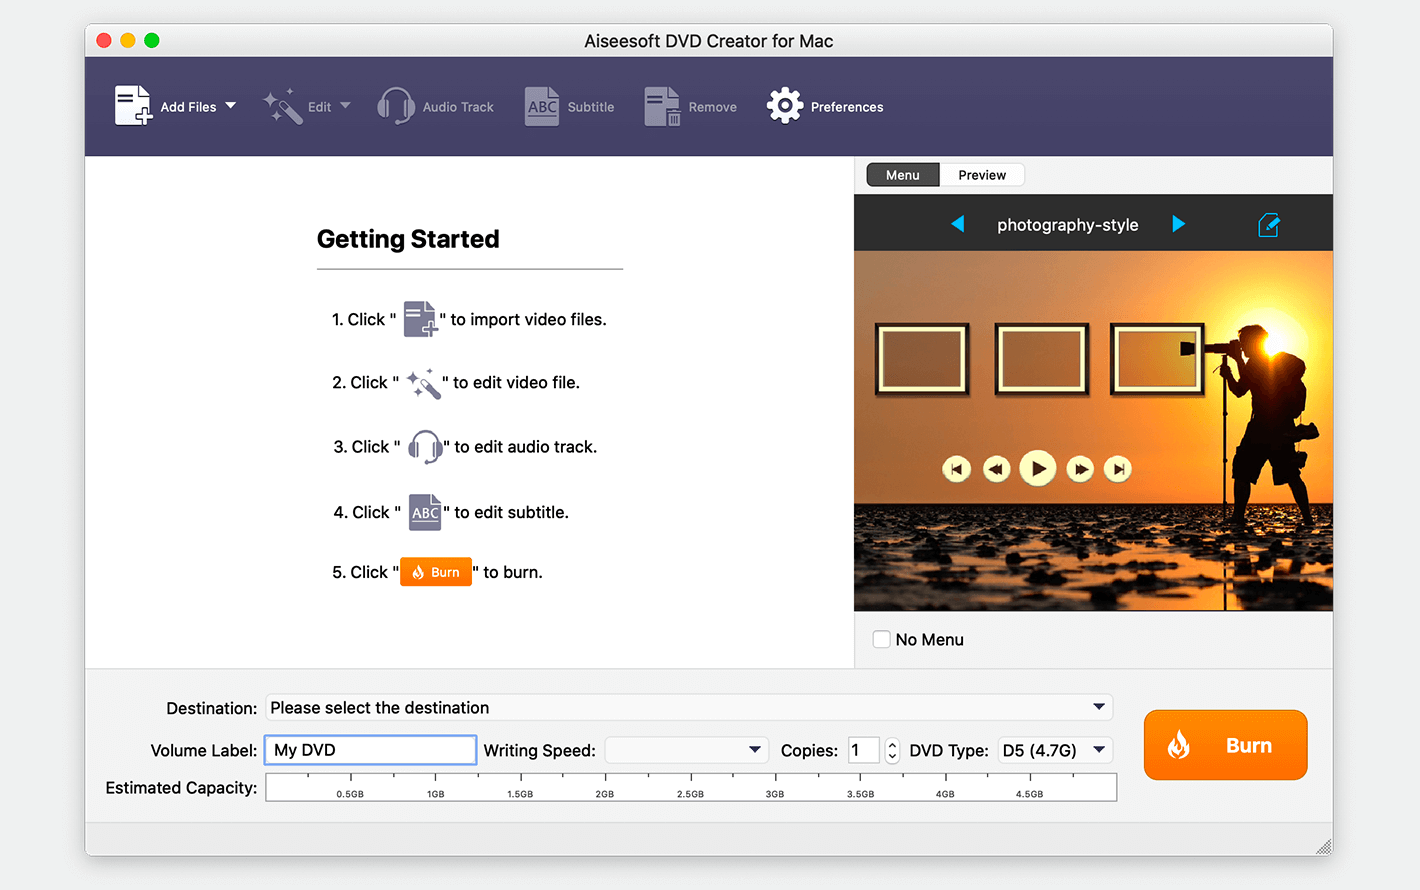 Aiseesoft DVD Creator for Mac
Add Files Edit Audio Track ABC Subtitle Remove Preferences
Menu Preview
photography-style
Getting Started
1. Click " " to import video files.
2. Click " " to edit video file.
3. Click " " to edit audio track.
4. Click " ABC " to edit subtitle.
5. Click " Burn " to burn.
No Menu
Destination: Please select the destination
Volume Label: My DVD Writing Speed: Copies: 1 DVD Type: D5 (4.7G)
Burn
Estimated Capacity: 0.5GB 1GB 1.5GB 2GB 2.5GB 3GB 3.5GB 4GB 4.5GB